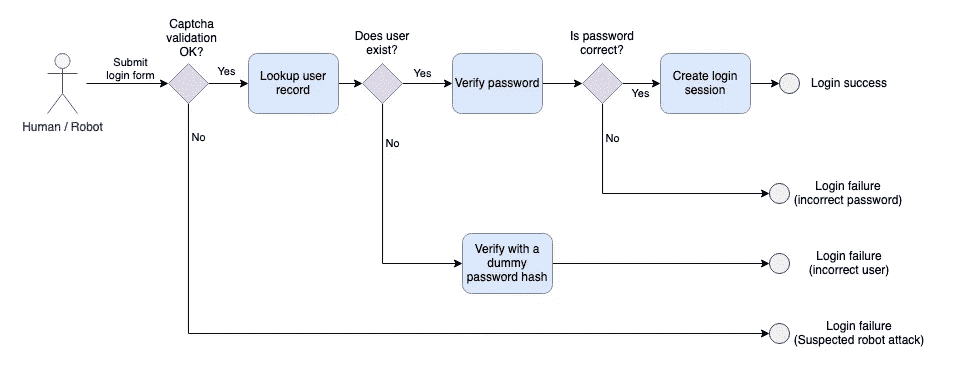 Captcha
validation
OK?
Submit
login form
Human / Robot
Yes
No
Lookup user
record
Does user
exist?
Yes
No
Verify password
Is password
correct?
Yes
No
Create login
session
Login success
Login failure
(incorrect password)
Verify with a
dummy
password hash
Login failure
(incorrect user)
Login failure
(Suspected robot attack)